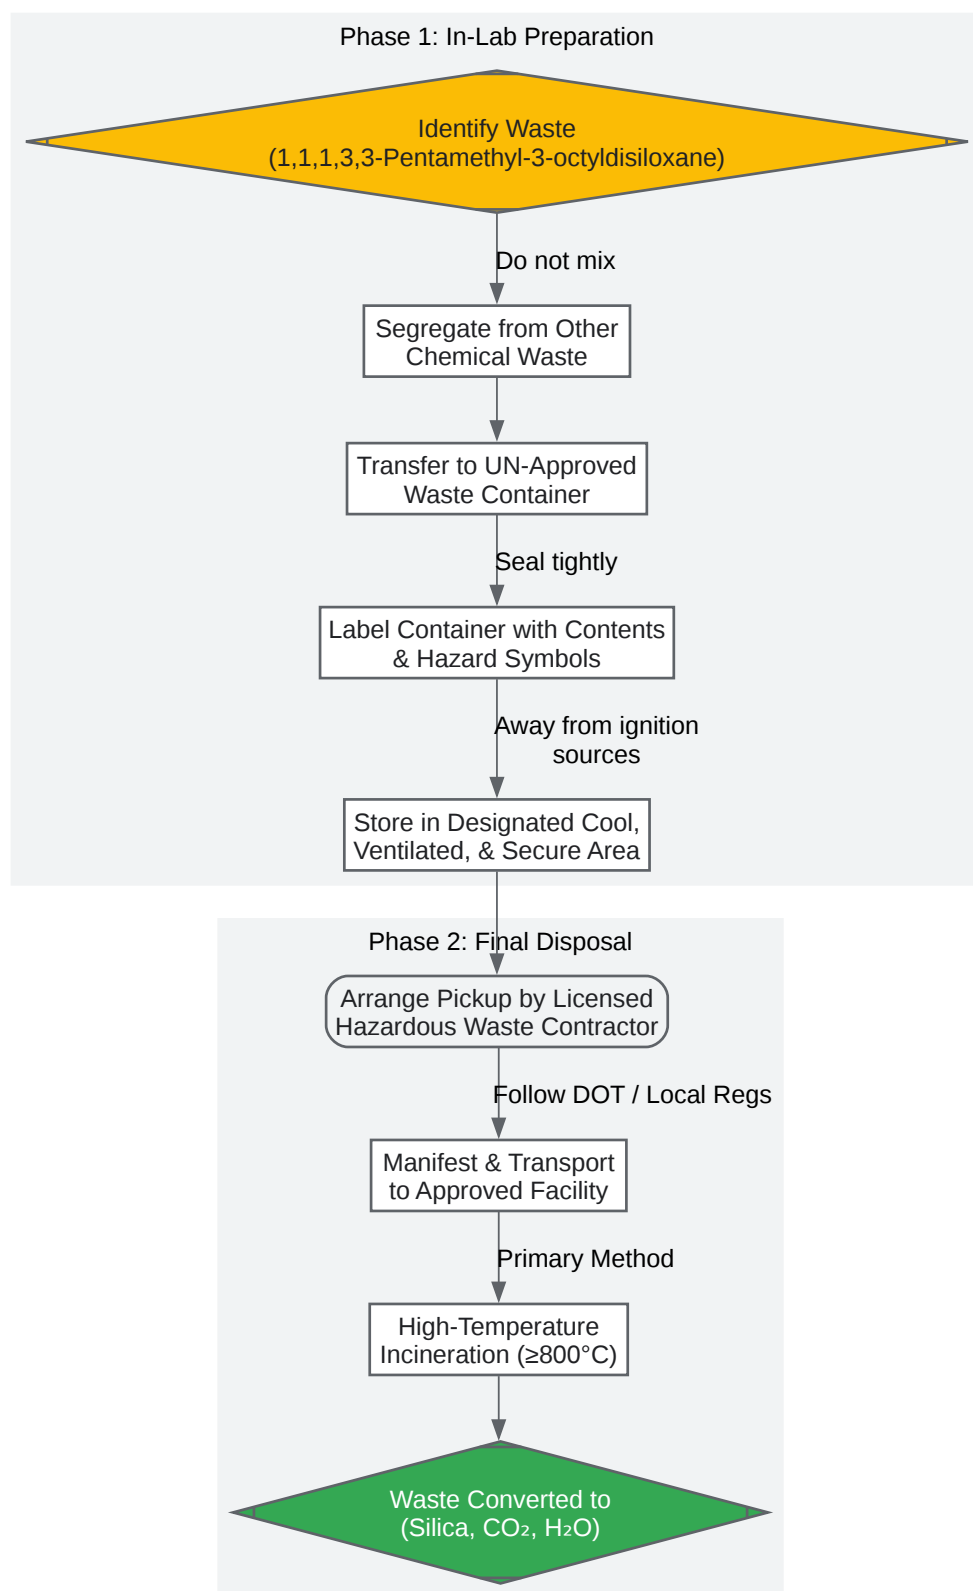 Phase 1: In-Lab Preparation
Identify Waste
(1,1,1,3,3-Pentamethyl-3-octyldisiloxane)
Do not mix
Segregate from Other
Chemical Waste
Transfer to UN-Approved
Waste Container
Seal tightly
Label Container with Contents
& Hazard Symbols
Away from ignition
sources
Store in Designated Cool,
Ventilated, & Secure Area
Phase 2: Final Disposal
Arrange Pickup by Licensed
Hazardous Waste Contractor
Follow DOT / Local Regs
Manifest & Transport
to Approved Facility
Primary Method
High-Temperature
Incineration (≥800°C)
Waste Converted to
(Silica, CO₂, H₂O)